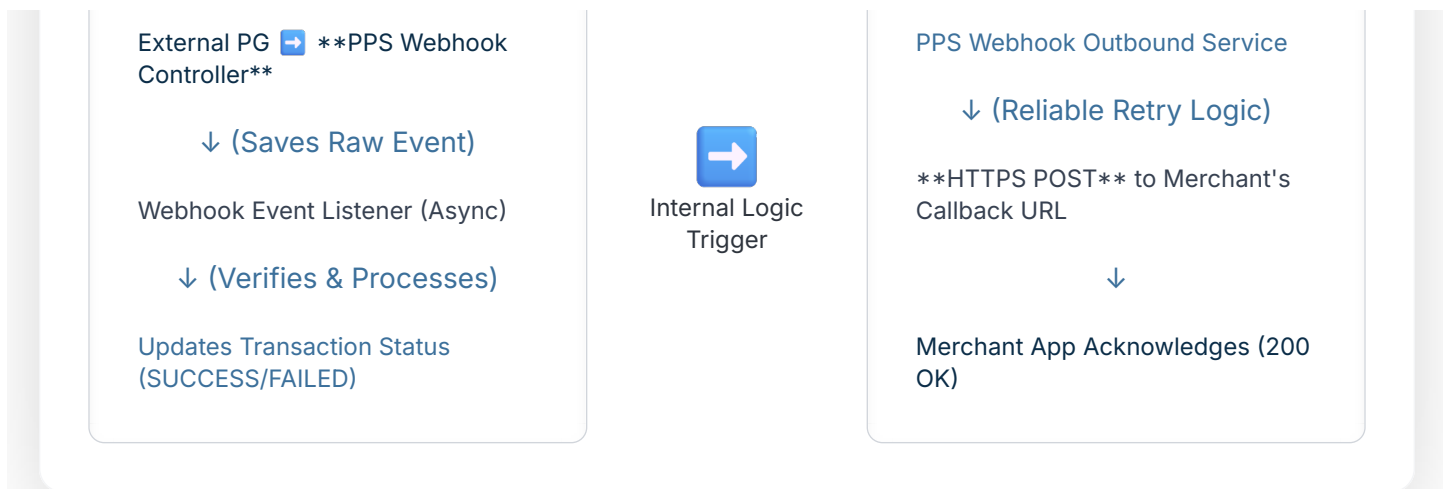 External PG ➡️ **PPS Webhook
Controller**
↓ (Saves Raw Event)
Webhook Event Listener (Async)
↓ (Verifies & Processes)
Updates Transaction Status
(SUCCESS/FAILED)
➡️
Internal Logic
Trigger
PPS Webhook Outbound Service
↓ (Reliable Retry Logic)
**HTTPS POST** to Merchant's
Callback URL
↓
Merchant App Acknowledges (200
OK)